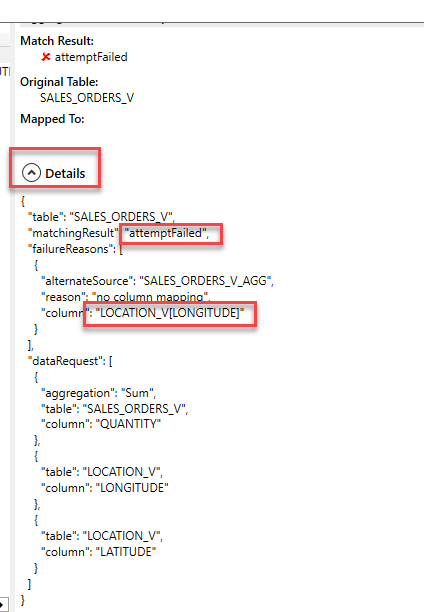 Match Result:
attemptFailed
Original Table:
SALES_ORDERS_V
Mapped To:
Details
{
"table": "SALES_ORDERS_V",
"matchingResult": "attemptFailed",
"failureReasons": [
{
"alternateSource": "SALES_ORDERS_V_AGG",
"reason": "no column mapping",
"column": "LOCATION_V[LONGITUDE]"
}
],
"dataRequest": [
{
"aggregation": "Sum",
"table": "SALES_ORDERS_V",
"column": "QUANTITY"
},
{
"table": "LOCATION_V",
"column": "LONGITUDE"
},
{
"table": "LOCATION_V",
"column": "LATITUDE"
}
]
}